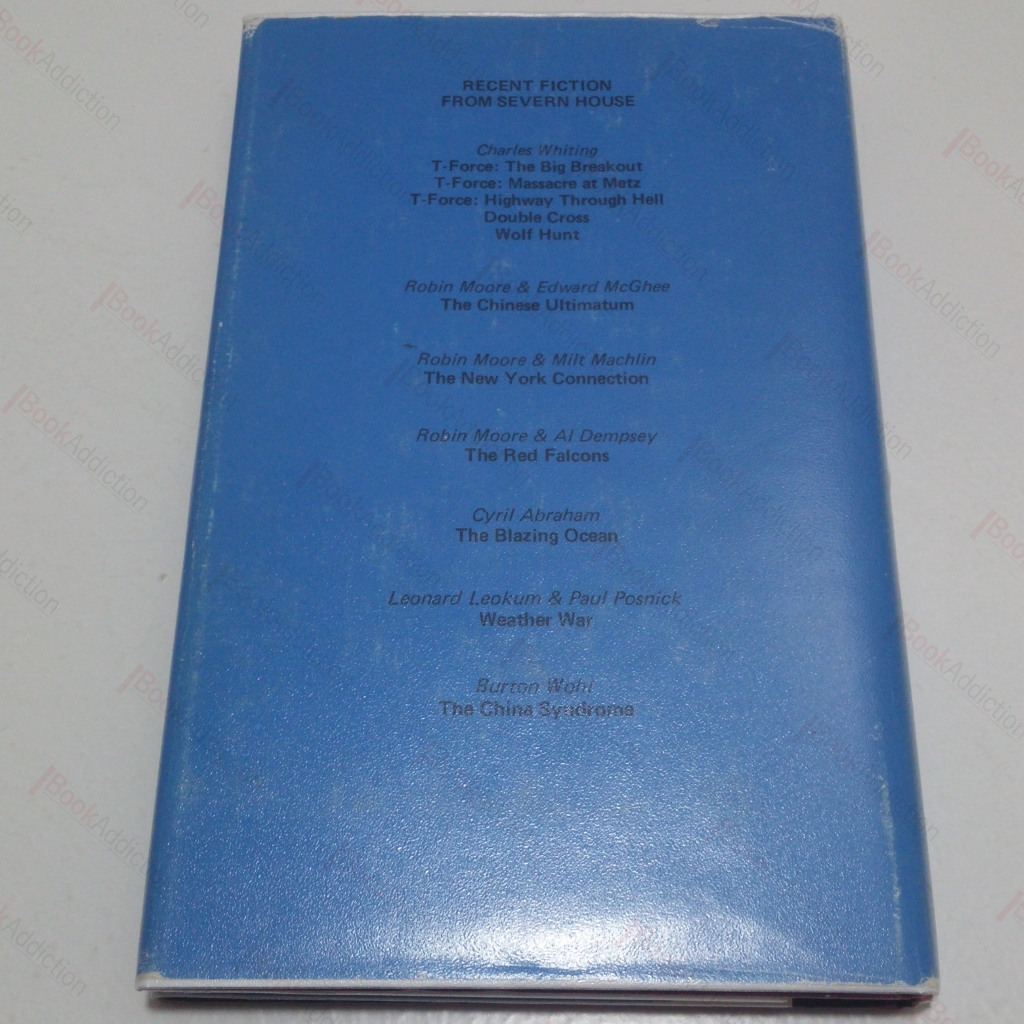 RECENT FICTION
FROM SEVERN HOUSE
Charles Whiting
T-Force: The Big Breakout
T-Force: Massacre at Metz
T-Force: Highway Through Hell
Double Cross
Wolf Hunt
Robin Moore & Edward McGhee
The Chinese Ultimatum
Robin Moore & Milt Machlin
The New York Connection
Robin Moore & Al Dempsey
The Red Falcons
Cyril Abraham
The Blazing Ocean
Leonard Leokum & Paul Posnick
Weather War
Burton Wohl
The China Syndrome
BookAddiction